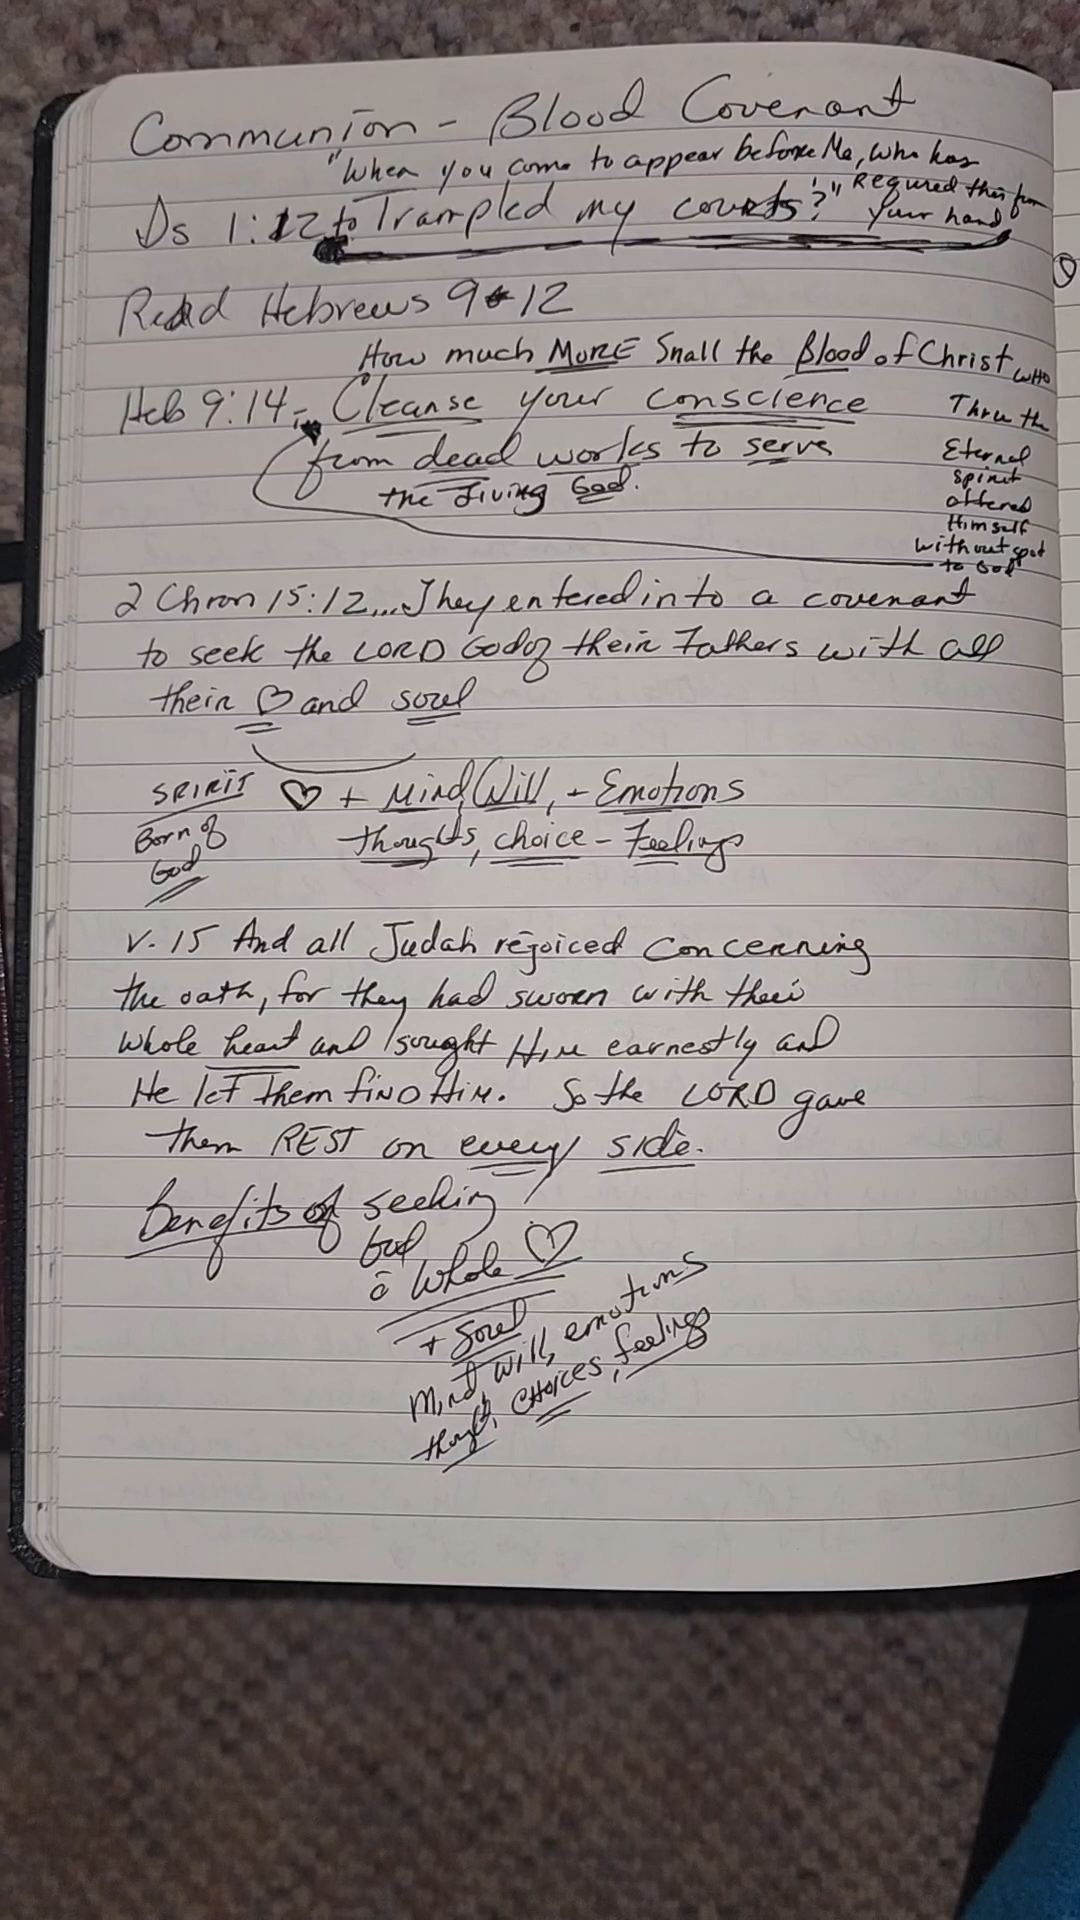 Communion - Blood Covenant
"When you come to appear before Me, who has
Required this from
your hand
Is 1:12 to Trampled my courts?"
Read Hebrews 9 12
How much MORE Shall the Blood of Christ who
Thru the
Eternal
spirit
offered
Himself
without spot
to God
Heb 9:14 - Cleanse your conscience
from dead works to serve
the Living God.
2 Chron 15:12... They entered into a covenant
to seek the LORD God of their Fathers with all
their ♡ and soul
SPIRIT ♡ + Mind, Will, + Emotions
Born of
God
thoughts, choice - Feelings
v. 15 And all Judah rejoiced concerning
the oath, for they had sworn with their
whole heart and sought Him earnestly and
He let them find Him. So the LORD gave
them REST on every side.
Benefits of seeking
God
c̄ whole ♡
+ Soul
Mind, will, emotions
thought, CHOICES, feelings